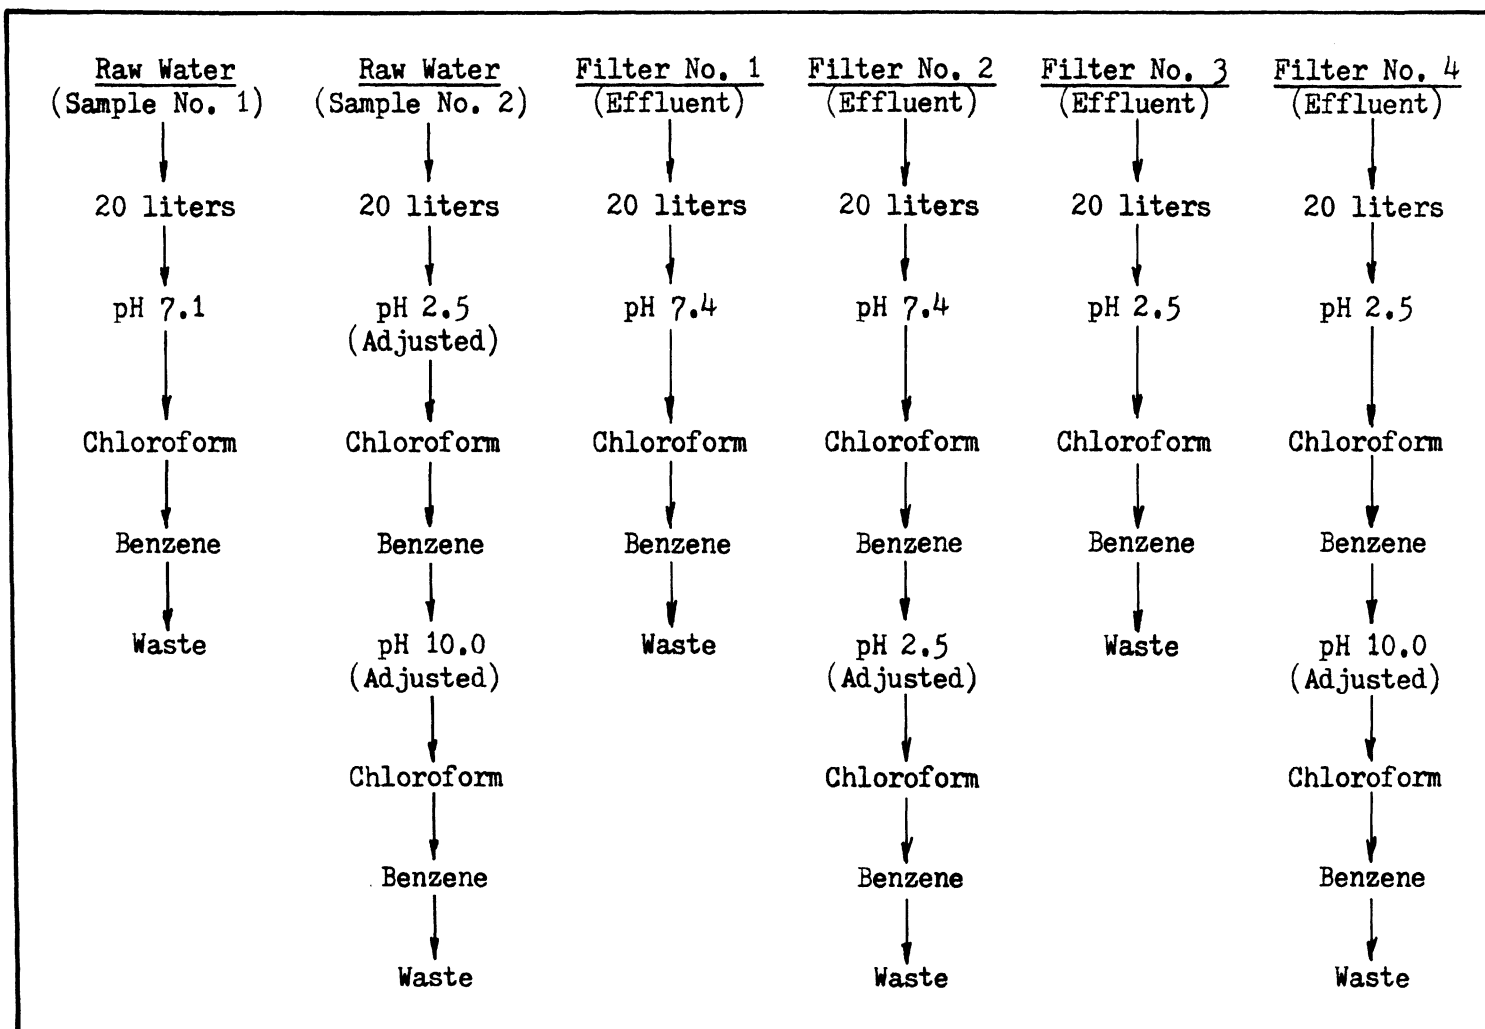 Raw Water
(Sample No. 1)
20 liters
pH 7.1
Chloroform
Benzene
Waste
Raw Water
(Sample No. 2)
20 liters
pH 2.5
(Adjusted)
Chloroform
Benzene
pH 10.0
(Adjusted)
Chloroform
Benzene
Waste
Filter No. 1
(Effluent)
20 liters
pH 7.4
Chloroform
Benzene
Waste
Filter No. 2
(Effluent)
20 liters
pH 7.4
Chloroform
Benzene
pH 2.5
(Adjusted)
Chloroform
Benzene
Waste
Filter No. 3
(Effluent)
20 liters
pH 2.5
Chloroform
Benzene
Waste
Filter No. 4
(Effluent)
20 liters
pH 2.5
Chloroform
Benzene
pH 10.0
(Adjusted)
Chloroform
Benzene
Waste